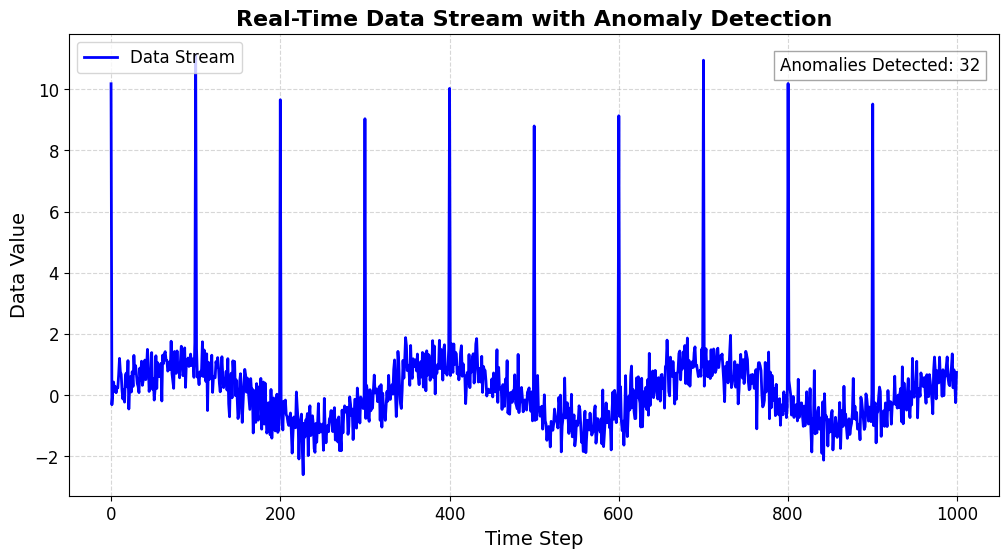 Real-Time Data Stream with Anomaly Detection
Data Stream
Anomalies Detected: 32
10
8
6
4
2
0
−2
Data Value
0 200 400 600 800 1000
Time Step